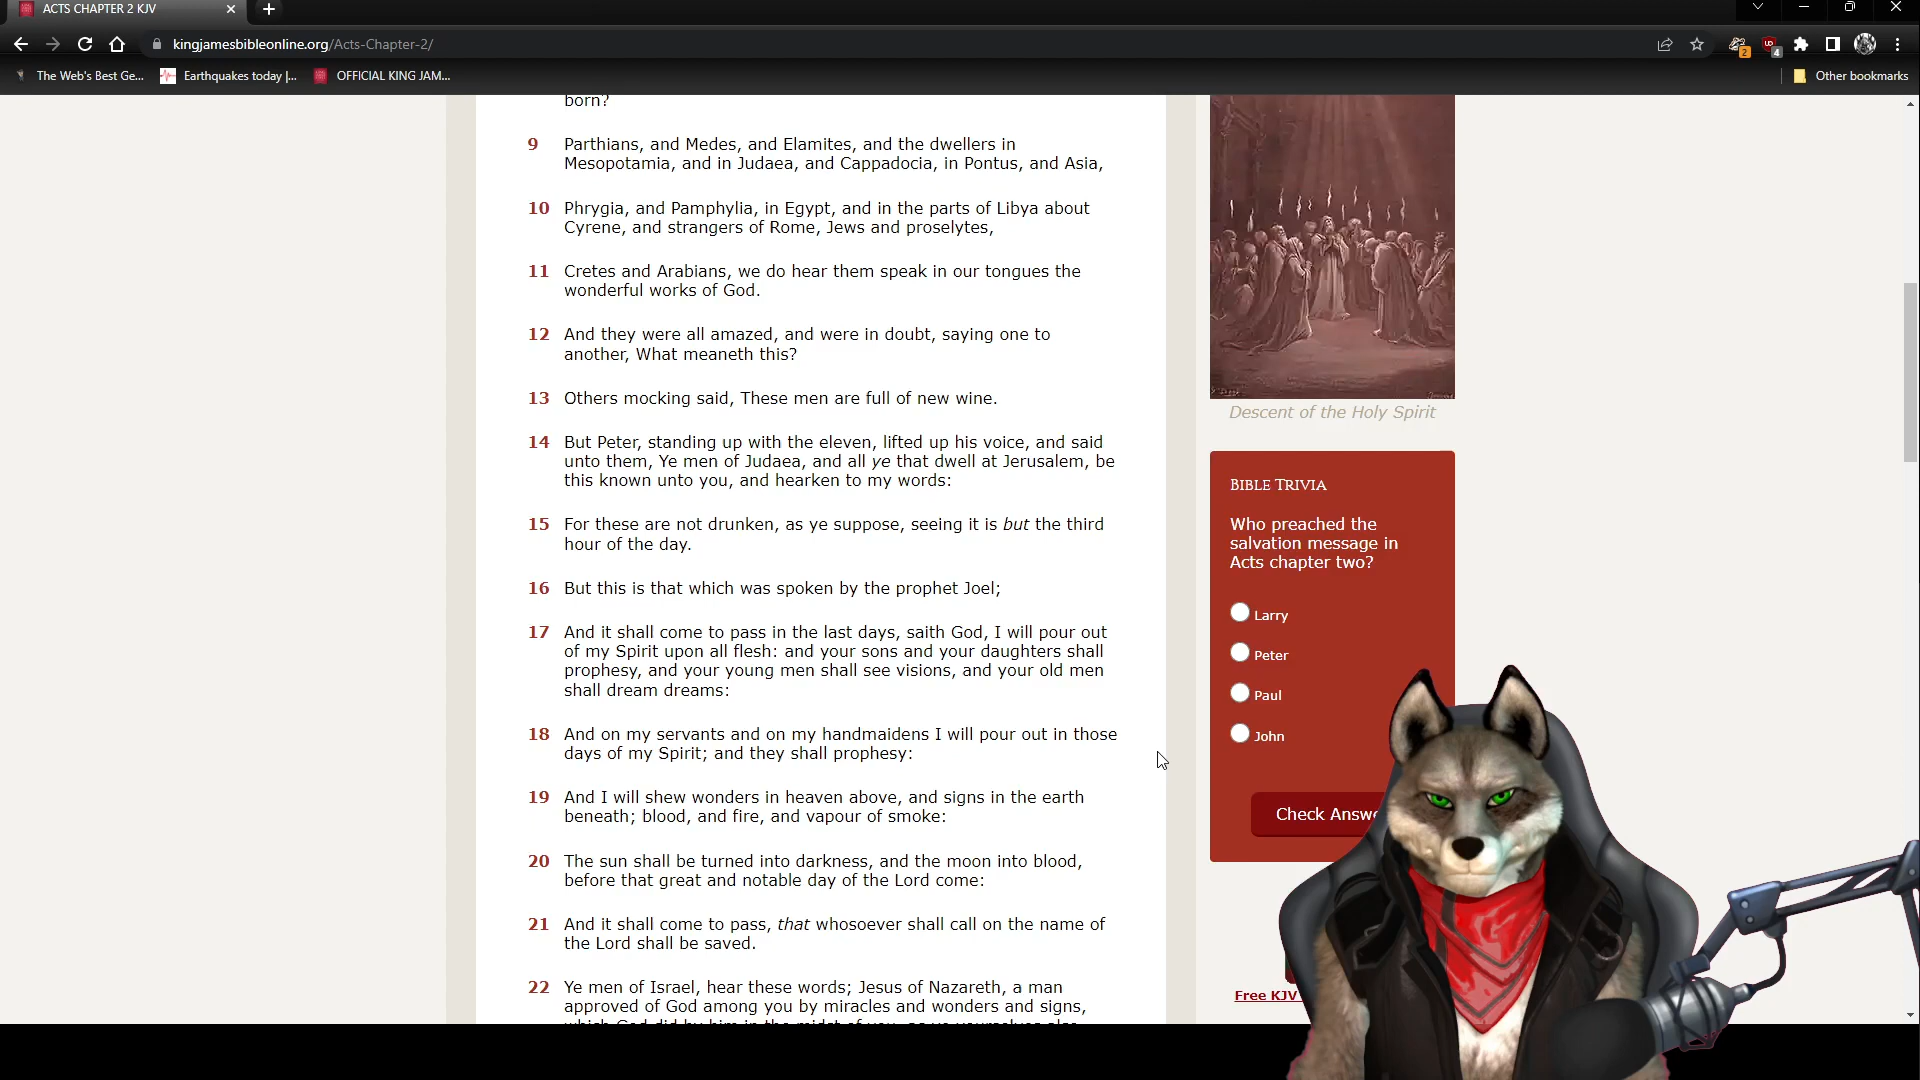 ACTS CHAPTER 2 KJV
kingjamesbibleonline.org/Acts-Chapter-2/
2
4
The Web's Best Ge...
Earthquakes today |...
OFFICIAL KING JAM...
Other bookmarks
born?
9 Parthians, and Medes, and Elamites, and the dwellers in
Mesopotamia, and in Judaea, and Cappadocia, in Pontus, and Asia,
10 Phrygia, and Pamphylia, in Egypt, and in the parts of Libya about
Cyrene, and strangers of Rome, Jews and proselytes,
11 Cretes and Arabians, we do hear them speak in our tongues the
wonderful works of God.
12 And they were all amazed, and were in doubt, saying one to
another, What meaneth this?
13 Others mocking said, These men are full of new wine.
14 But Peter, standing up with the eleven, lifted up his voice, and said
unto them, Ye men of Judaea, and all ye that dwell at Jerusalem, be
this known unto you, and hearken to my words:
15 For these are not drunken, as ye suppose, seeing it is but the third
hour of the day.
16 But this is that which was spoken by the prophet Joel;
17 And it shall come to pass in the last days, saith God, I will pour out
of my Spirit upon all flesh: and your sons and your daughters shall
prophesy, and your young men shall see visions, and your old men
shall dream dreams:
18 And on my servants and on my handmaidens I will pour out in those
days of my Spirit; and they shall prophesy:
19 And I will shew wonders in heaven above, and signs in the earth
beneath; blood, and fire, and vapour of smoke:
20 The sun shall be turned into darkness, and the moon into blood,
before that great and notable day of the Lord come:
21 And it shall come to pass, that whosoever shall call on the name of
the Lord shall be saved.
22 Ye men of Israel, hear these words; Jesus of Nazareth, a man
approved of God among you by miracles and wonders and signs,
Descent of the Holy Spirit
BIBLE TRIVIA
Who preached the
salvation message in
Acts chapter two?
Larry
Peter
Paul
John
Check Answe
Free KJV